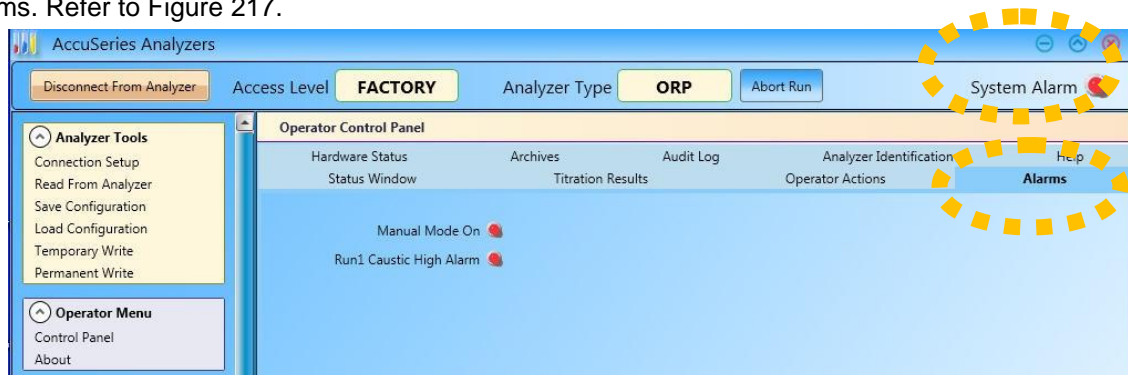 ms. Refer to Figure 217.
AccuSeries Analyzers
Disconnect From Analyzer Access Level FACTORY Analyzer Type ORP Abort Run System Alarm
Analyzer Tools
Connection Setup
Read From Analyzer
Save Configuration
Load Configuration
Temporary Write
Permanent Write
Operator Menu
Control Panel
About
Operator Control Panel
Hardware Status Archives Audit Log Analyzer Identification Help
Status Window Titration Results Operator Actions Alarms
Manual Mode On
Run1 Caustic High Alarm